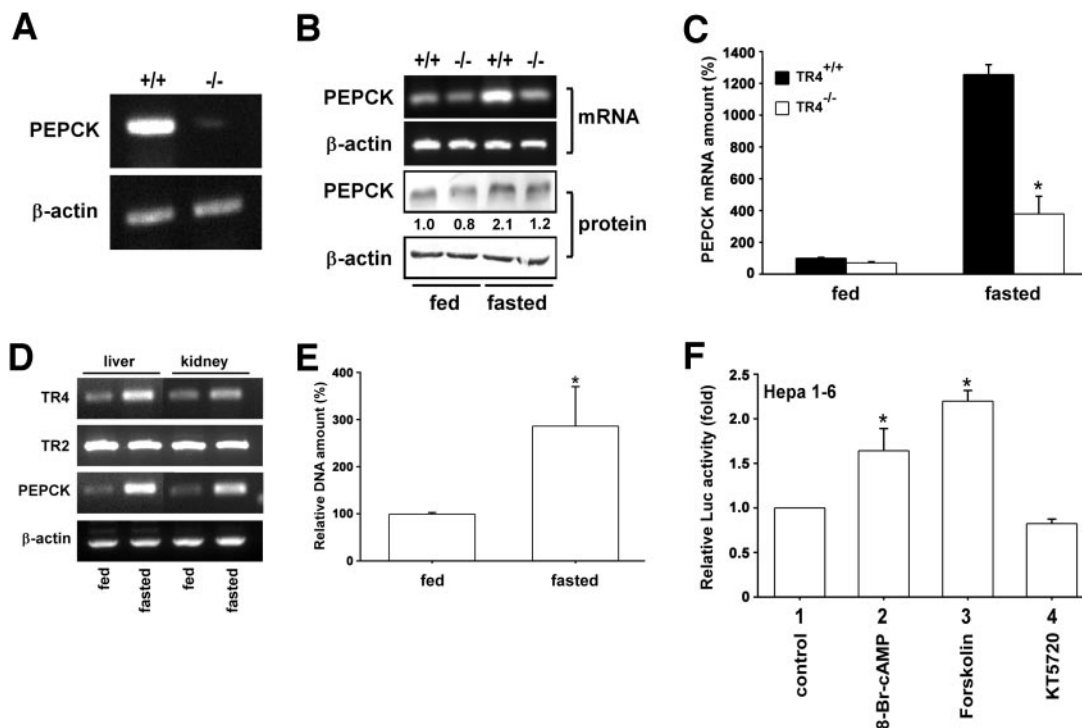 A
+/+ -/-
PEPCK
β-actin
B
+/+ -/- +/+ -/-
PEPCK
β-actin
mRNA
PEPCK
1.0 0.8 2.1 1.2
β-actin
protein
fed fasted
C
PEPCK mRNA amount (%)
1400
1200
1000
800
600
400
200
0
TR4+/+
TR4-/-
*
fed fasted
D
liver kidney
TR4
TR2
PEPCK
β-actin
fed fasted fed fasted
E
Relative DNA amount (%)
400
300
200
100
0
*
fed fasted
F
Relative Luc activity (fold)
2.5
2.0
1.5
1.0
0.5
0.0
Hepa 1-6
* *
1 2 3 4
control 8-Br-cAMP Forskolin KT5720